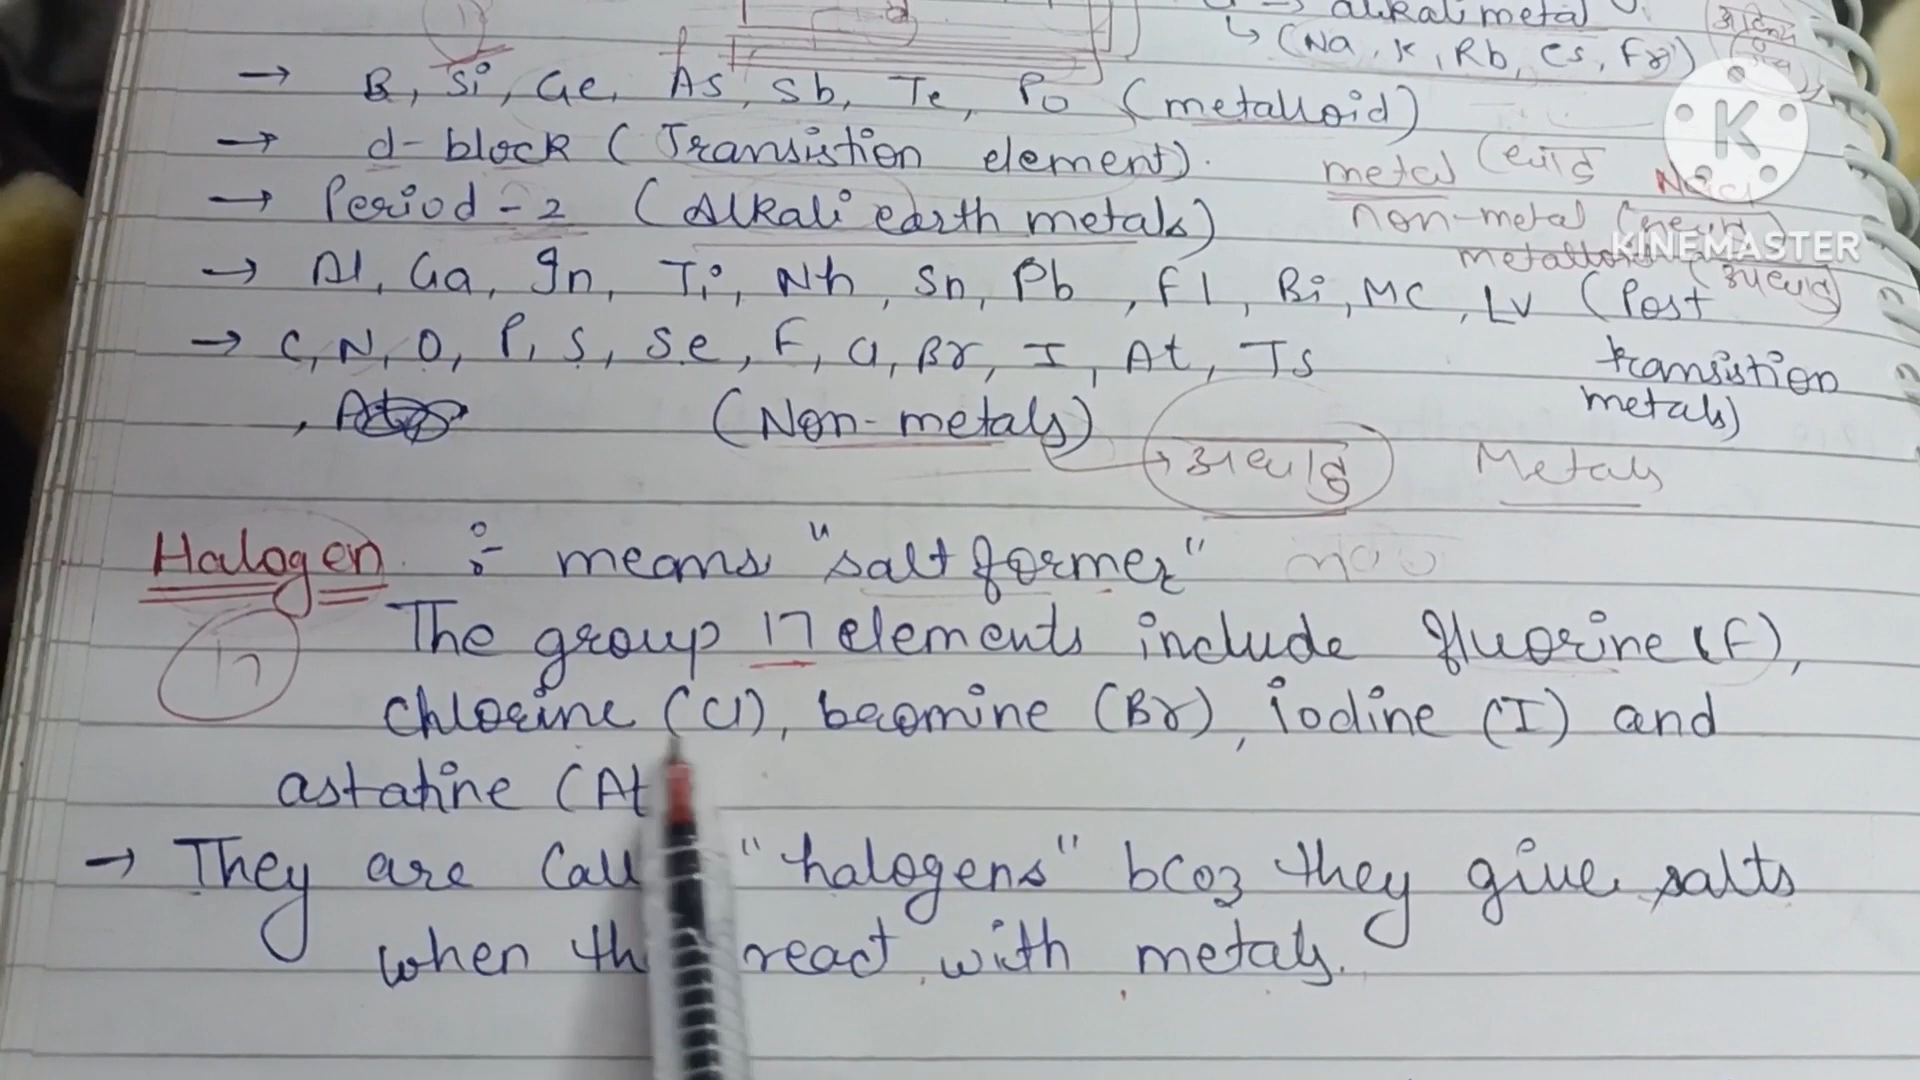 → alkali metal
↳ (Na, K, Rb, Cs, Fr)
→ B, Si, Ge, As, Sb, Te, Po (metalloid)
→ d-block (Transistion element).
→ Period-2 (Alkali earth metals)
metal (धातु
non-metal
KINEMASTER
→ Al, Ga, In, Ti, Nh, Sn, Pb, Fl, Bi, MC, LV (Post
transistion
metals)
→ C, N, O, P, S, Se, F, Cl, Br, I, At, Ts
(Non-metals) → अधातु
Metals
Halogen :- means "salt former"
17
The group 17 elements include fluorine (F),
chlorine (Cl), bromine (Br), iodine (I) and
astatine (At
→ They are call "halogens" bcoz they give salts
when th react with metals.